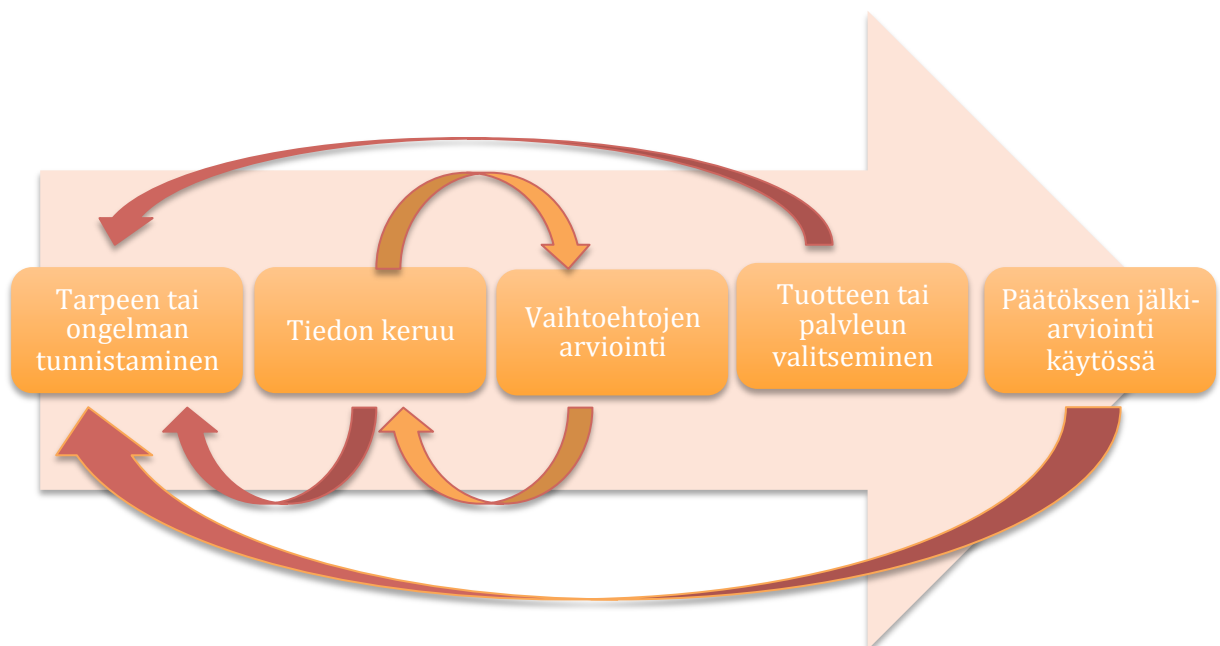 Tarpeen tai
ongelman
tunnistaminen
Tiedon keruu
Vaihtoehtojen
arviointi
Tuotteen tai
palvleun
valitseminen
Päätöksen jälki-
arviointi
käytössä